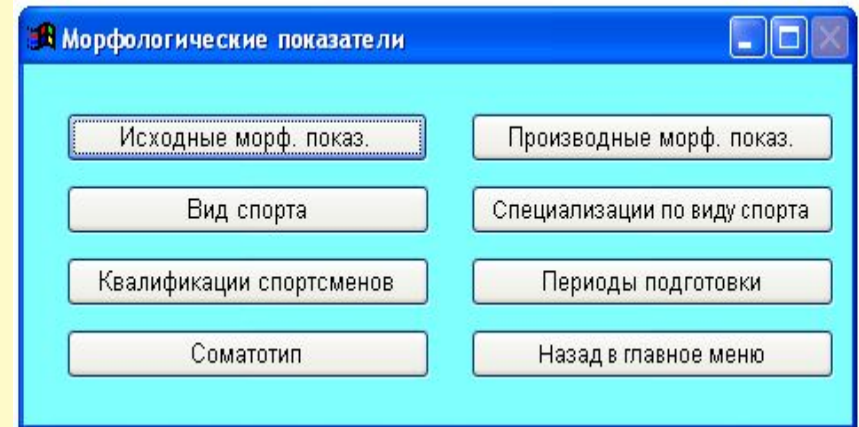 Морфологические показатели
Исходные морф. показ.
Производные морф. показ.
Вид спорта
Специализации по виду спорта
Квалификации спортсменов
Периоды подготовки
Соматотип
Назад в главное меню